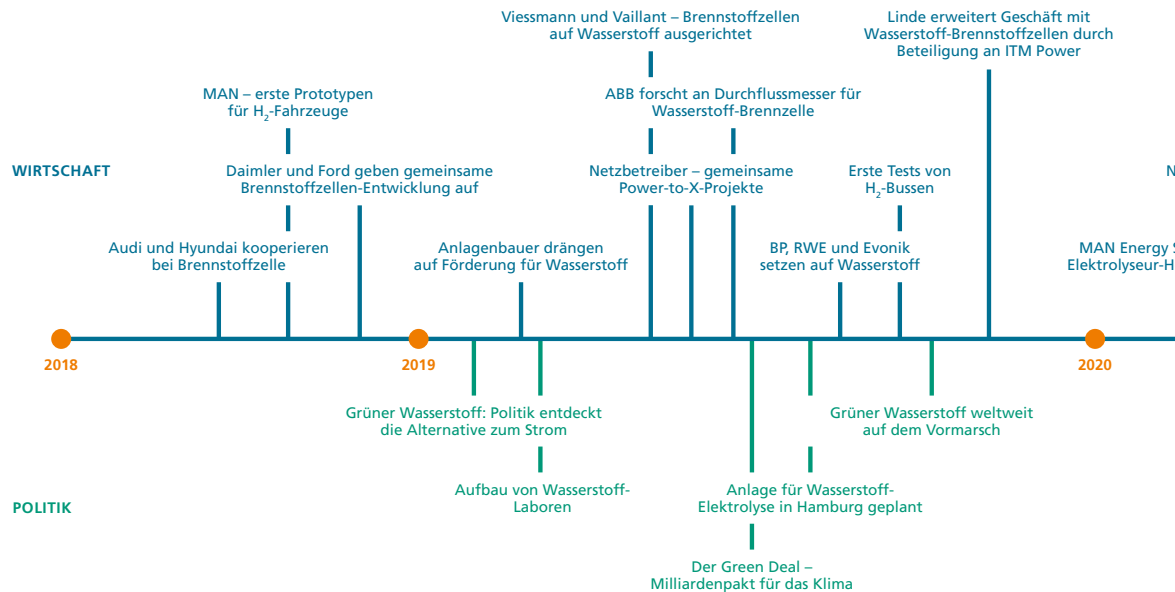 Viessmann und Vaillant – Brennstoffzellen
auf Wasserstoff ausgerichtet
Linde erweitert Geschäft mit
Wasserstoff-Brennstoffzellen durch
Beteiligung an ITM Power
MAN – erste Prototypen
für H₂-Fahrzeuge
ABB forscht an Durchflussmesser für
Wasserstoff-Brennzelle
WIRTSCHAFT
Daimler und Ford geben gemeinsame
Brennstoffzellen-Entwicklung auf
Netzbetreiber – gemeinsame
Power-to-X-Projekte
Erste Tests von
H₂-Bussen
N
Audi und Hyundai kooperieren
bei Brennstoffzelle
Anlagenbauer drängen
auf Förderung für Wasserstoff
BP, RWE und Evonik
setzen auf Wasserstoff
MAN Energy S
Elektrolyseur-H
2018
2019
2020
Grüner Wasserstoff: Politik entdeckt
die Alternative zum Strom
Grüner Wasserstoff weltweit
auf dem Vormarsch
POLITIK
Aufbau von Wasserstoff-
Laboren
Anlage für Wasserstoff-
Elektrolyse in Hamburg geplant
Der Green Deal –
Milliardenpakt für das Klima